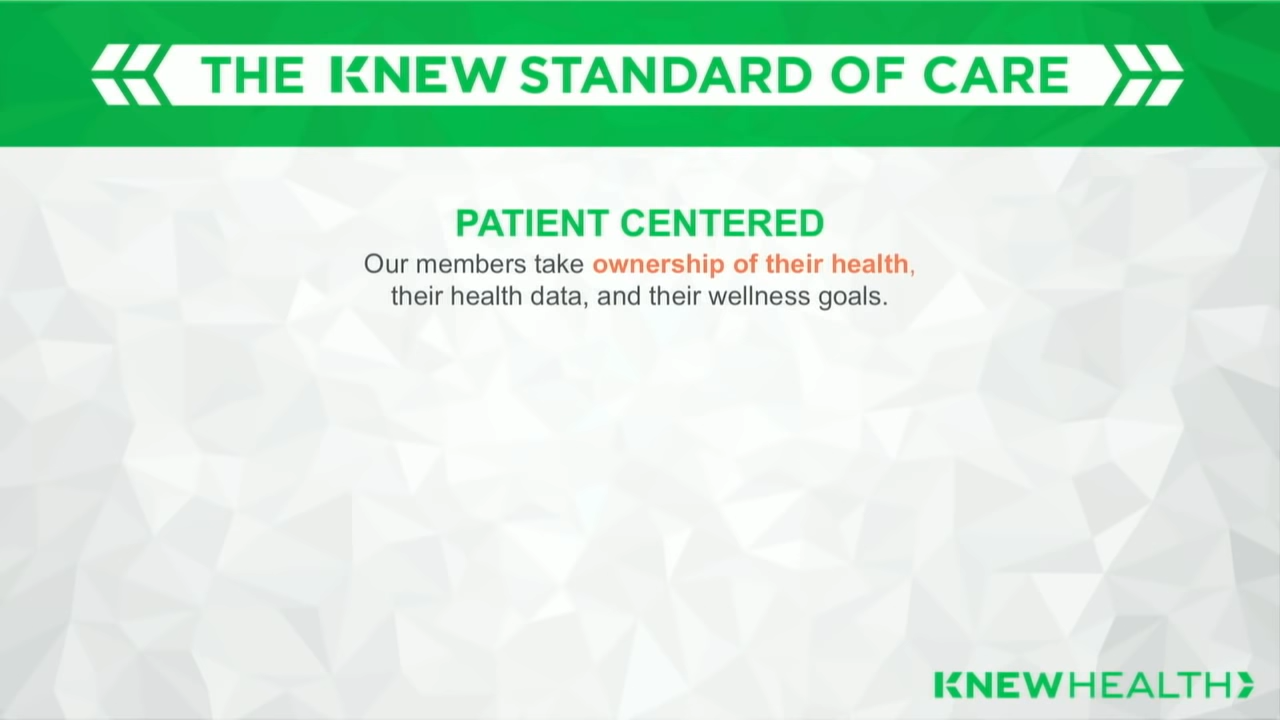 THE KNEW STANDARD OF CARE
PATIENT CENTERED
Our members take ownership of their health,
their health data, and their wellness goals.
KNEWHEALTH